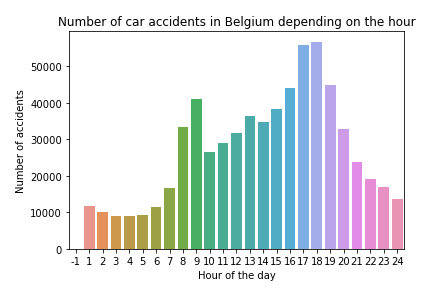 Number of car accidents in Belgium depending on the hour
50000
40000
30000
20000
10000
0
Number of accidents
-1 1 2 3 4 5 6 7 8 9 10 11 12 13 14 15 16 17 18 19 20 21 22 23 24
Hour of the day